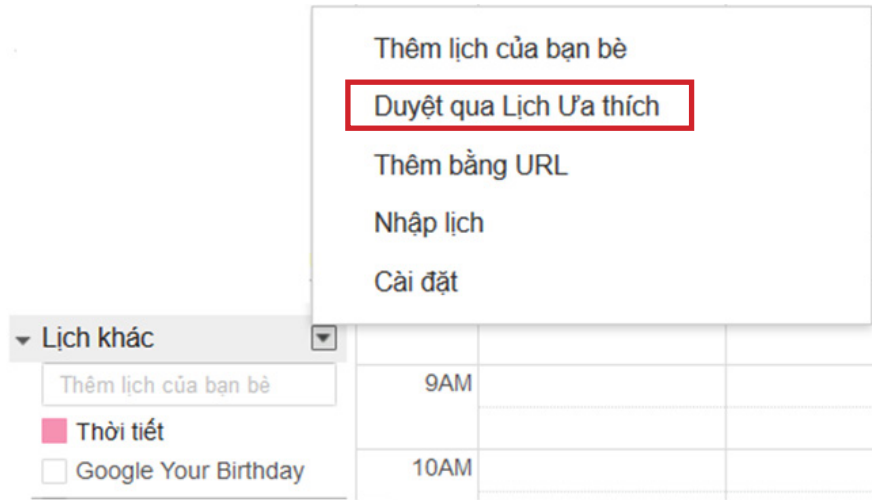 Thêm lịch của bạn bè
Duyệt qua Lịch Ưa thích
Thêm bằng URL
Nhập lịch
Cài đặt
Lịch khác
Thêm lịch của bạn bè
Thời tiết
Google Your Birthday
9AM
10AM